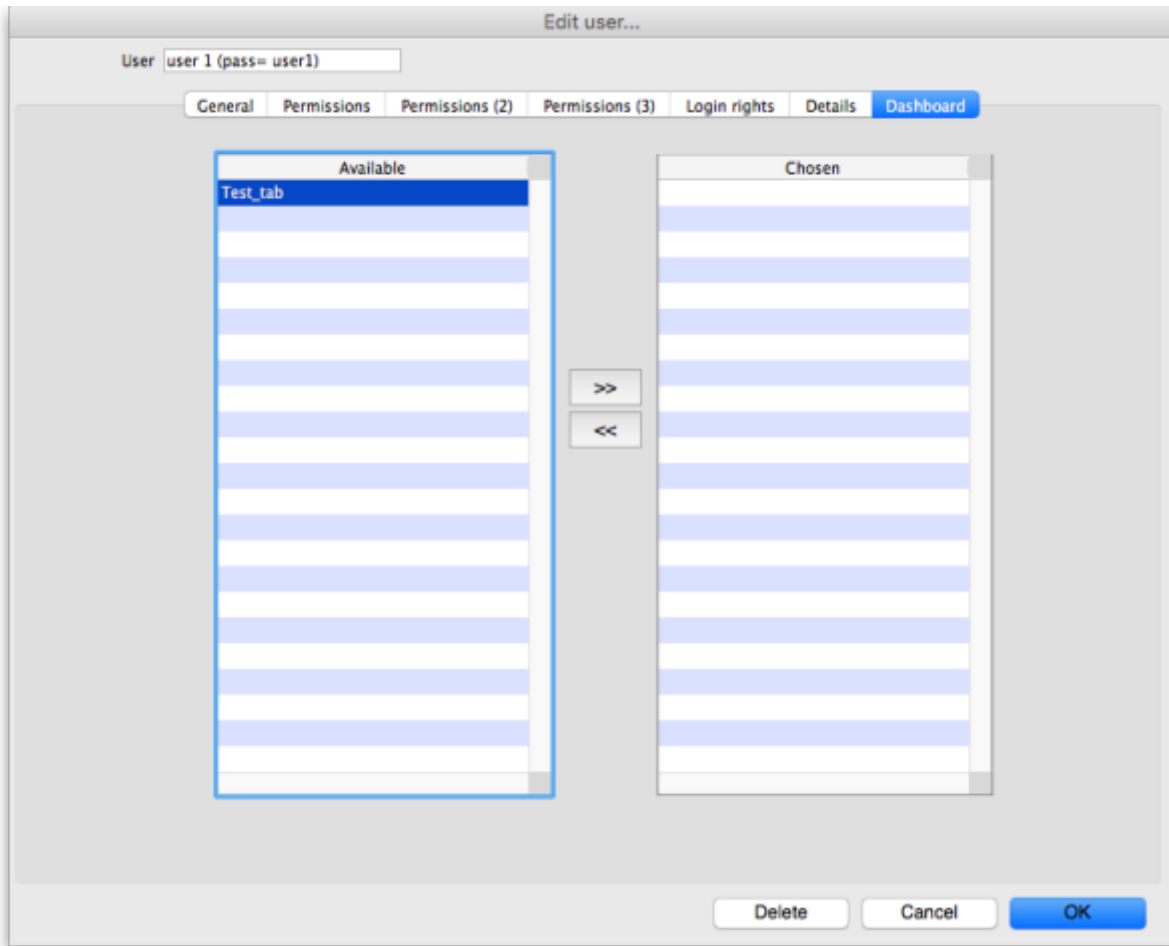 Edit user...
User user 1 (pass= user1)
General Permissions Permissions (2) Permissions (3) Login rights Details Dashboard
Available Chosen
Test_tab
>>
<<
Delete Cancel OK